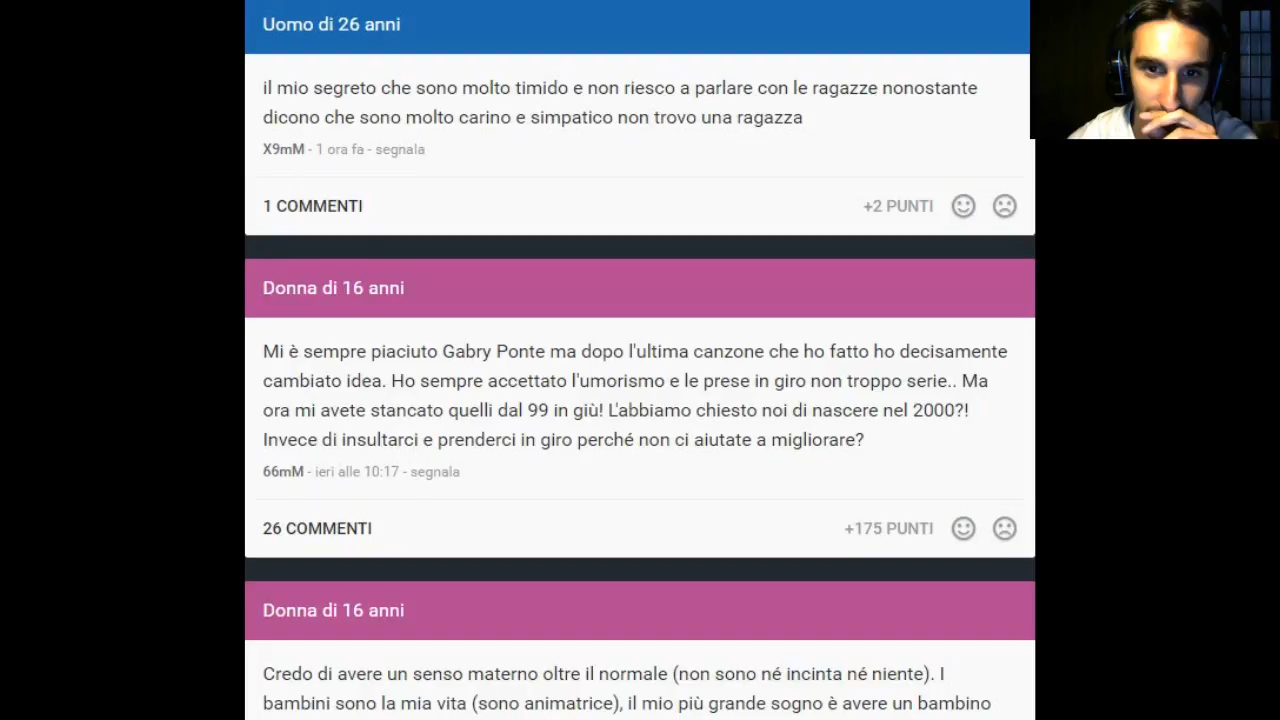 Uomo di 26 anni
il mio segreto che sono molto timido e non riesco a parlare con le ragazze nonostante
dicono che sono molto carino e simpatico non trovo una ragazza
X9mM - 1 ora fa - segnala
1 COMMENTI +2 PUNTI
Donna di 16 anni
Mi è sempre piaciuto Gabry Ponte ma dopo l'ultima canzone che ho fatto ho decisamente
cambiato idea. Ho sempre accettato l'umorismo e le prese in giro non troppo serie.. Ma
ora mi avete stancato quelli dal 99 in giù! L'abbiamo chiesto noi di nascere nel 2000?!
Invece di insultarci e prenderci in giro perché non ci aiutate a migliorare?
66mM - ieri alle 10:17 - segnala
26 COMMENTI +175 PUNTI
Donna di 16 anni
Credo di avere un senso materno oltre il normale (non sono né incinta né niente). I
bambini sono la mia vita (sono animatrice), il mio più grande sogno è avere un bambino